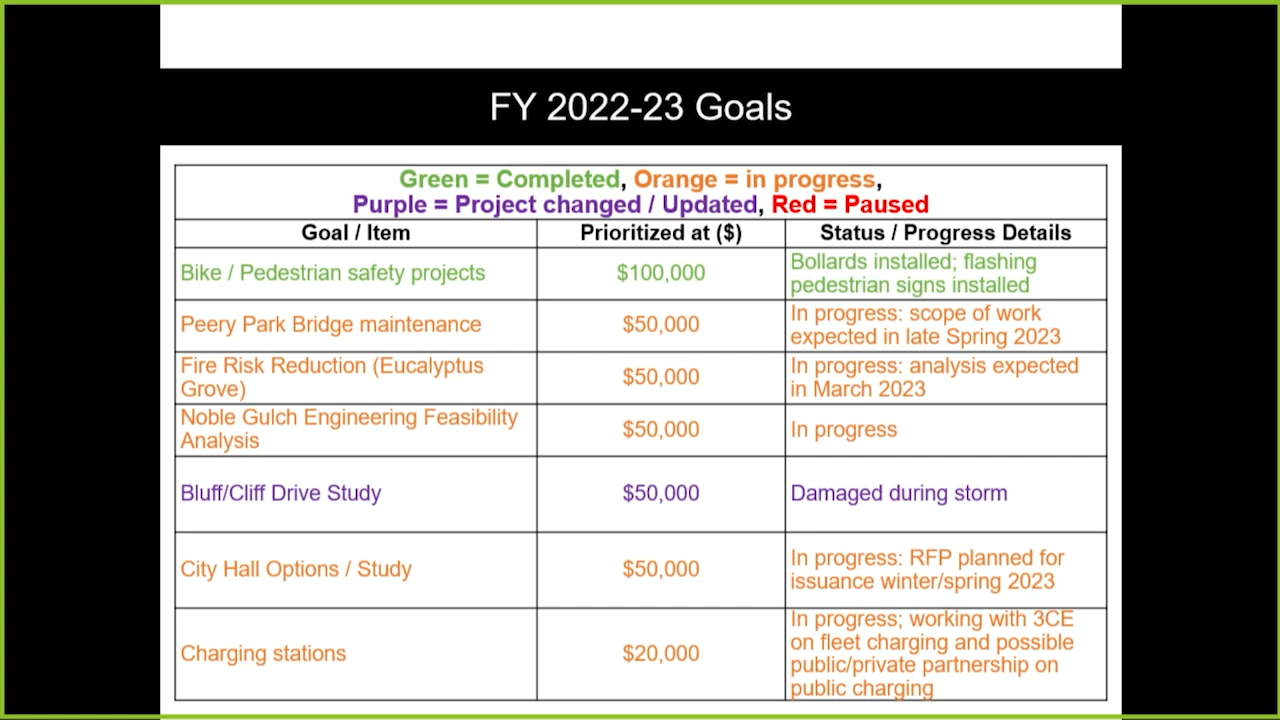 FY 2022-23 Goals
Green = Completed, Orange = in progress,
Purple = Project changed / Updated, Red = Paused
Goal / Item
Prioritized at ($)
Status / Progress Details
Bike / Pedestrian safety projects
$100,000
Bollards installed; flashing
pedestrian signs installed
Peery Park Bridge maintenance
$50,000
In progress: scope of work
expected in late Spring 2023
Fire Risk Reduction (Eucalyptus
Grove)
$50,000
In progress: analysis expected
in March 2023
Noble Gulch Engineering Feasibility
Analysis
$50,000
In progress
Bluff/Cliff Drive Study
$50,000
Damaged during storm
City Hall Options / Study
$50,000
In progress: RFP planned for
issuance winter/spring 2023
Charging stations
$20,000
In progress; working with 3CE
on fleet charging and possible
public/private partnership on
public charging